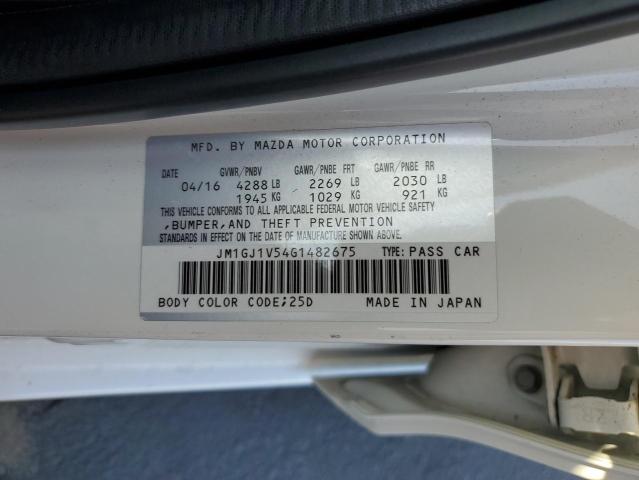 MFD. BY MAZDA MOTOR CORPORATION
DATE GVWR/PNBV GAWR/PNBE FRT GAWR/PNBE RR
04/16 4288 LB 2269 LB 2030 LB
1945 KG 1029 KG 921 KG
THIS VEHICLE CONFORMS TO ALL APPLICABLE FEDERAL MOTOR VEHICLE SAFETY
,BUMPER,AND THEFT PREVENTION
STANDARDS IN EFFECT ON THE DATE OF MANUFACTURE SHOWN ABOVE.
JM1GJ1V54G1482675 TYPE: PASS CAR
BODY COLOR CODE;25D MADE IN JAPAN